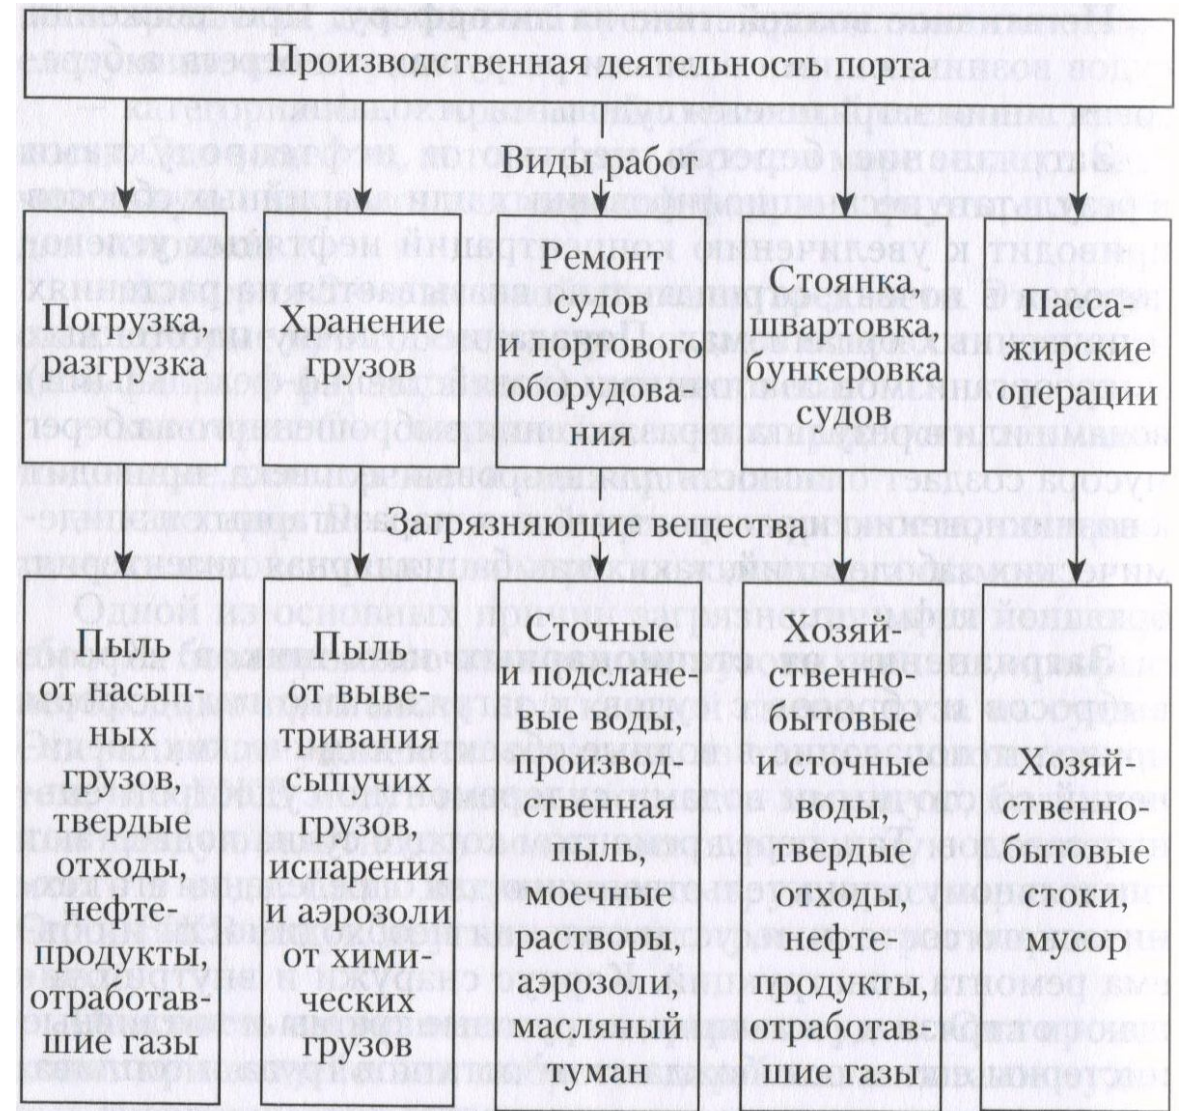 Производственная деятельность порта
Виды работ
Погрузка,
разгрузка
Хранение
грузов
Ремонт
судов
и портового
оборудова-
ния
Стоянка,
швартовка,
бункеровка
судов
Пасса-
жирские
операции
Загрязняющие вещества
Пыль
от насып-
ных
грузов,
твердые
отходы,
нефте-
продукты,
отработав-
шие газы
Пыль
от выве-
тривания
сыпучих
грузов,
испарения
и аэрозоли
от хими-
ческих
грузов
Сточные
и подслане-
вые воды,
производ-
ственная
пыль,
моечные
растворы,
аэрозоли,
масляный
туман
Хозяй-
ственно-
бытовые
и сточные
воды,
твердые
отходы,
нефте-
продукты,
отработав-
шие газы
Хозяй-
ственно-
бытовые
стоки,
мусор